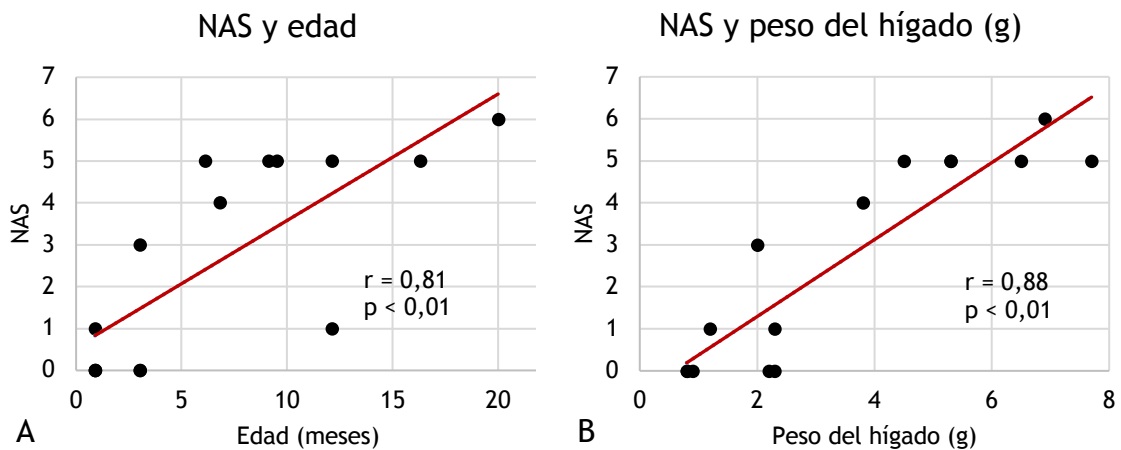 NAS y edad
7
6
5
4
3
2
1
0
NAS
r = 0,81
p < 0,01
0 5 10 15 20
Edad (meses)
A
NAS y peso del hígado (g)
7
6
5
4
3
2
1
0
NAS
r = 0,88
p < 0,01
0 2 4 6 8
Peso del hígado (g)
B